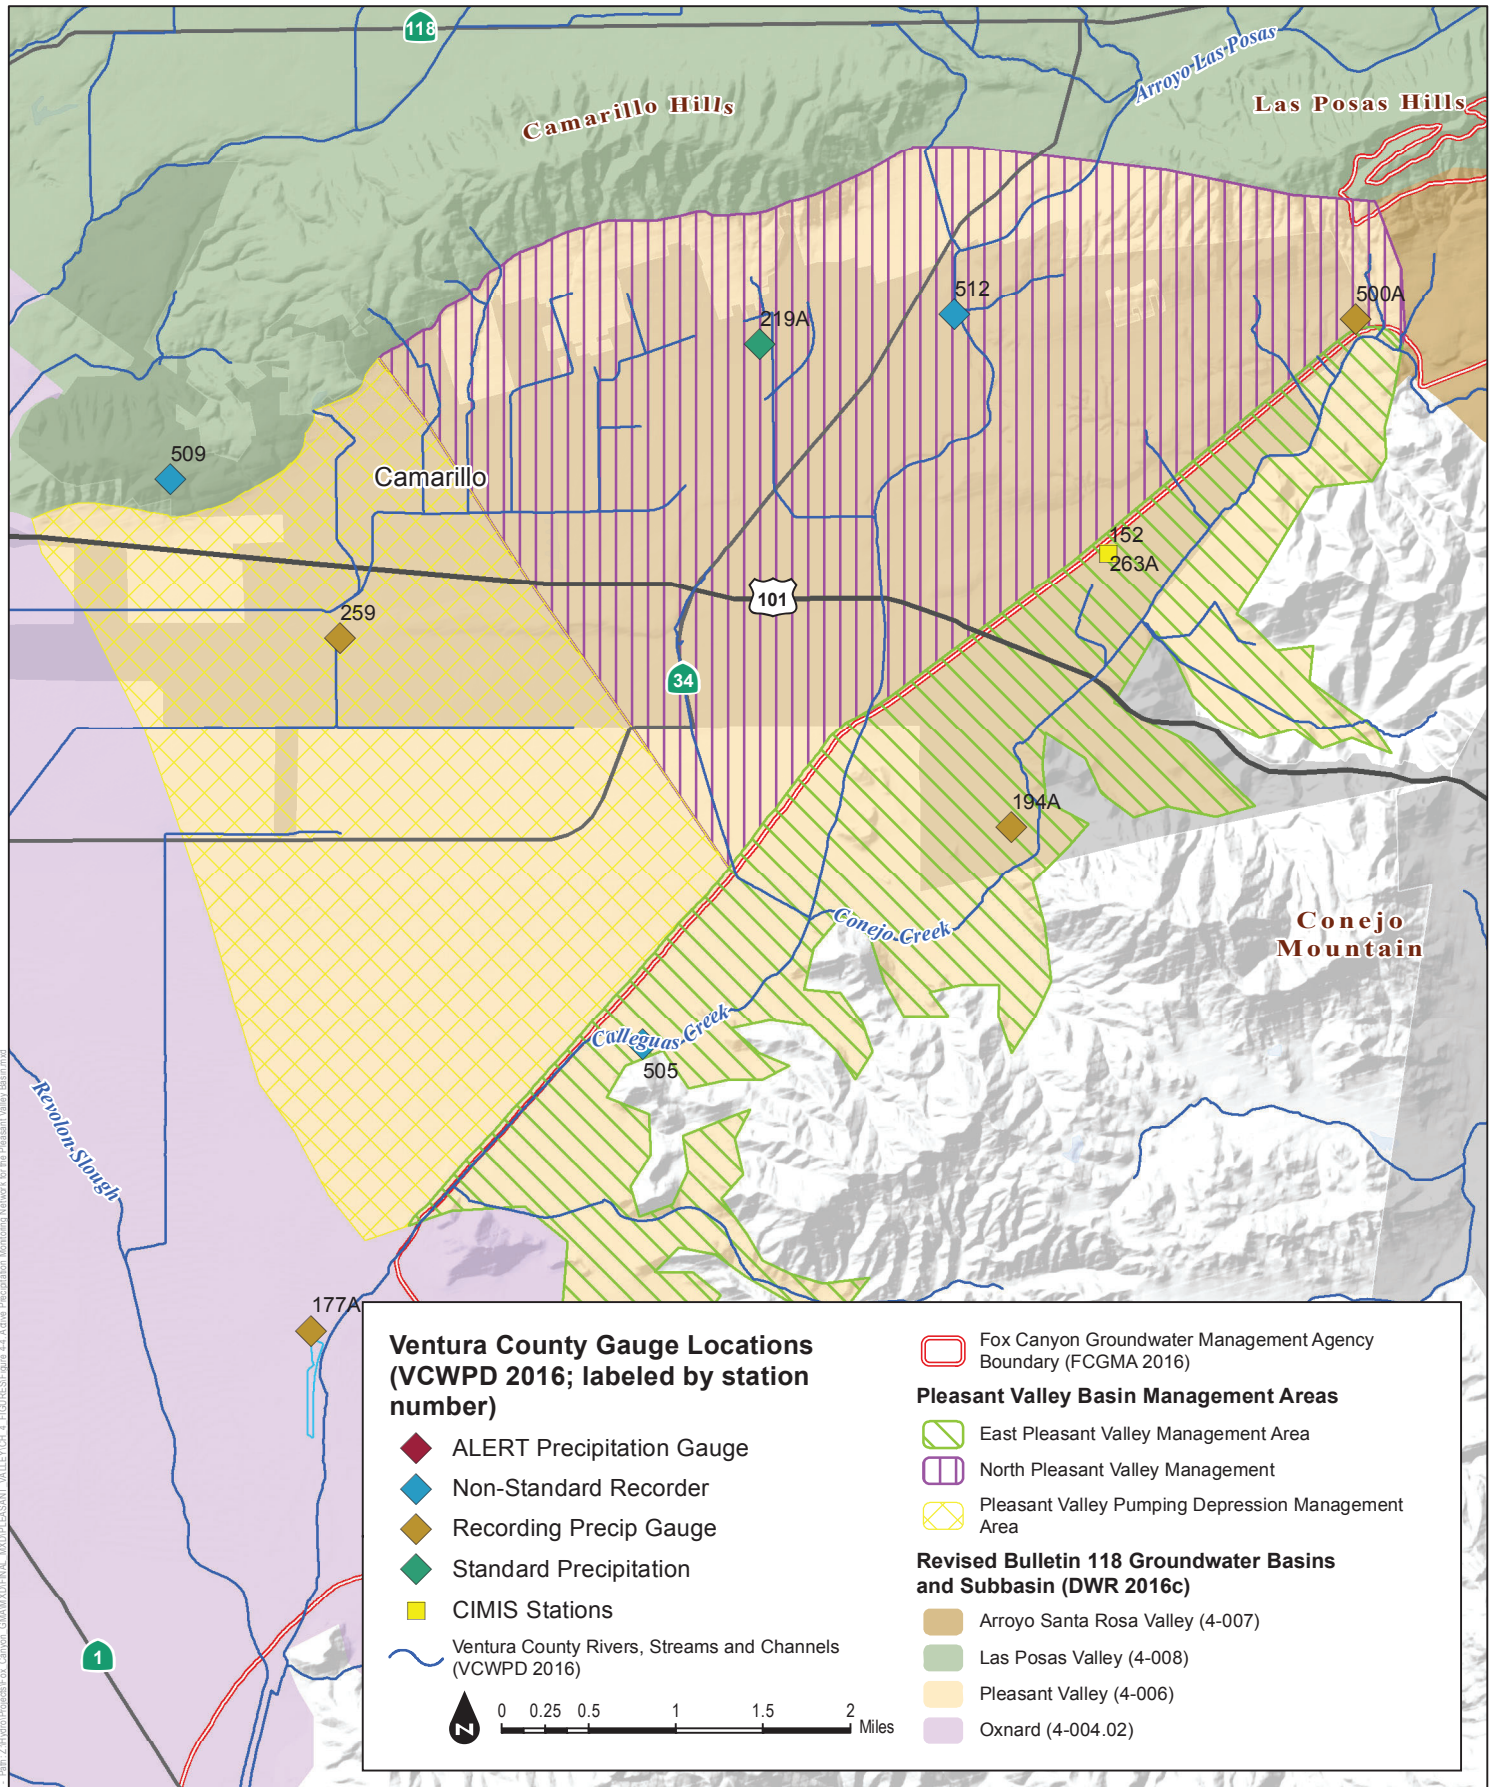 118
Arroyo Las Posas
Camarillo Hills
Las Posas Hills
512
500A
219A
509
Camarillo
152
263A
101
259
34
194A
Conejo Creek
Conejo
Mountain
Calleguas Creek
505
Revolon Slough
177A
1
Ventura County Gauge Locations
(VCWPD 2016; labeled by station
number)
ALERT Precipitation Gauge
Non-Standard Recorder
Recording Precip Gauge
Standard Precipitation
CIMIS Stations
Ventura County Rivers, Streams and Channels
(VCWPD 2016)
N
0 0.25 0.5 1 1.5 2
Miles
Fox Canyon Groundwater Management Agency
Boundary (FCGMA 2016)
Pleasant Valley Basin Management Areas
East Pleasant Valley Management Area
North Pleasant Valley Management
Pleasant Valley Pumping Depression Management
Area
Revised Bulletin 118 Groundwater Basins
and Subbasin (DWR 2016c)
Arroyo Santa Rosa Valley (4-007)
Las Posas Valley (4-008)
Pleasant Valley (4-006)
Oxnard (4-004.02)